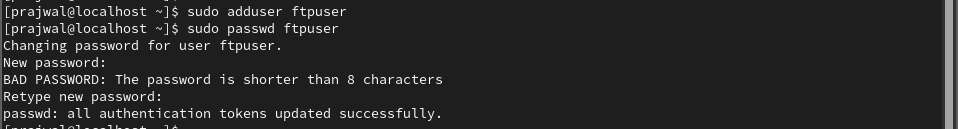 [prajwal@localhost ~]$ sudo adduser ftpuser
[prajwal@localhost ~]$ sudo passwd ftpuser
Changing password for user ftpuser.
New password:
BAD PASSWORD: The password is shorter than 8 characters
Retype new password:
passwd: all authentication tokens updated successfully.
[prajwal@localhost ~]$